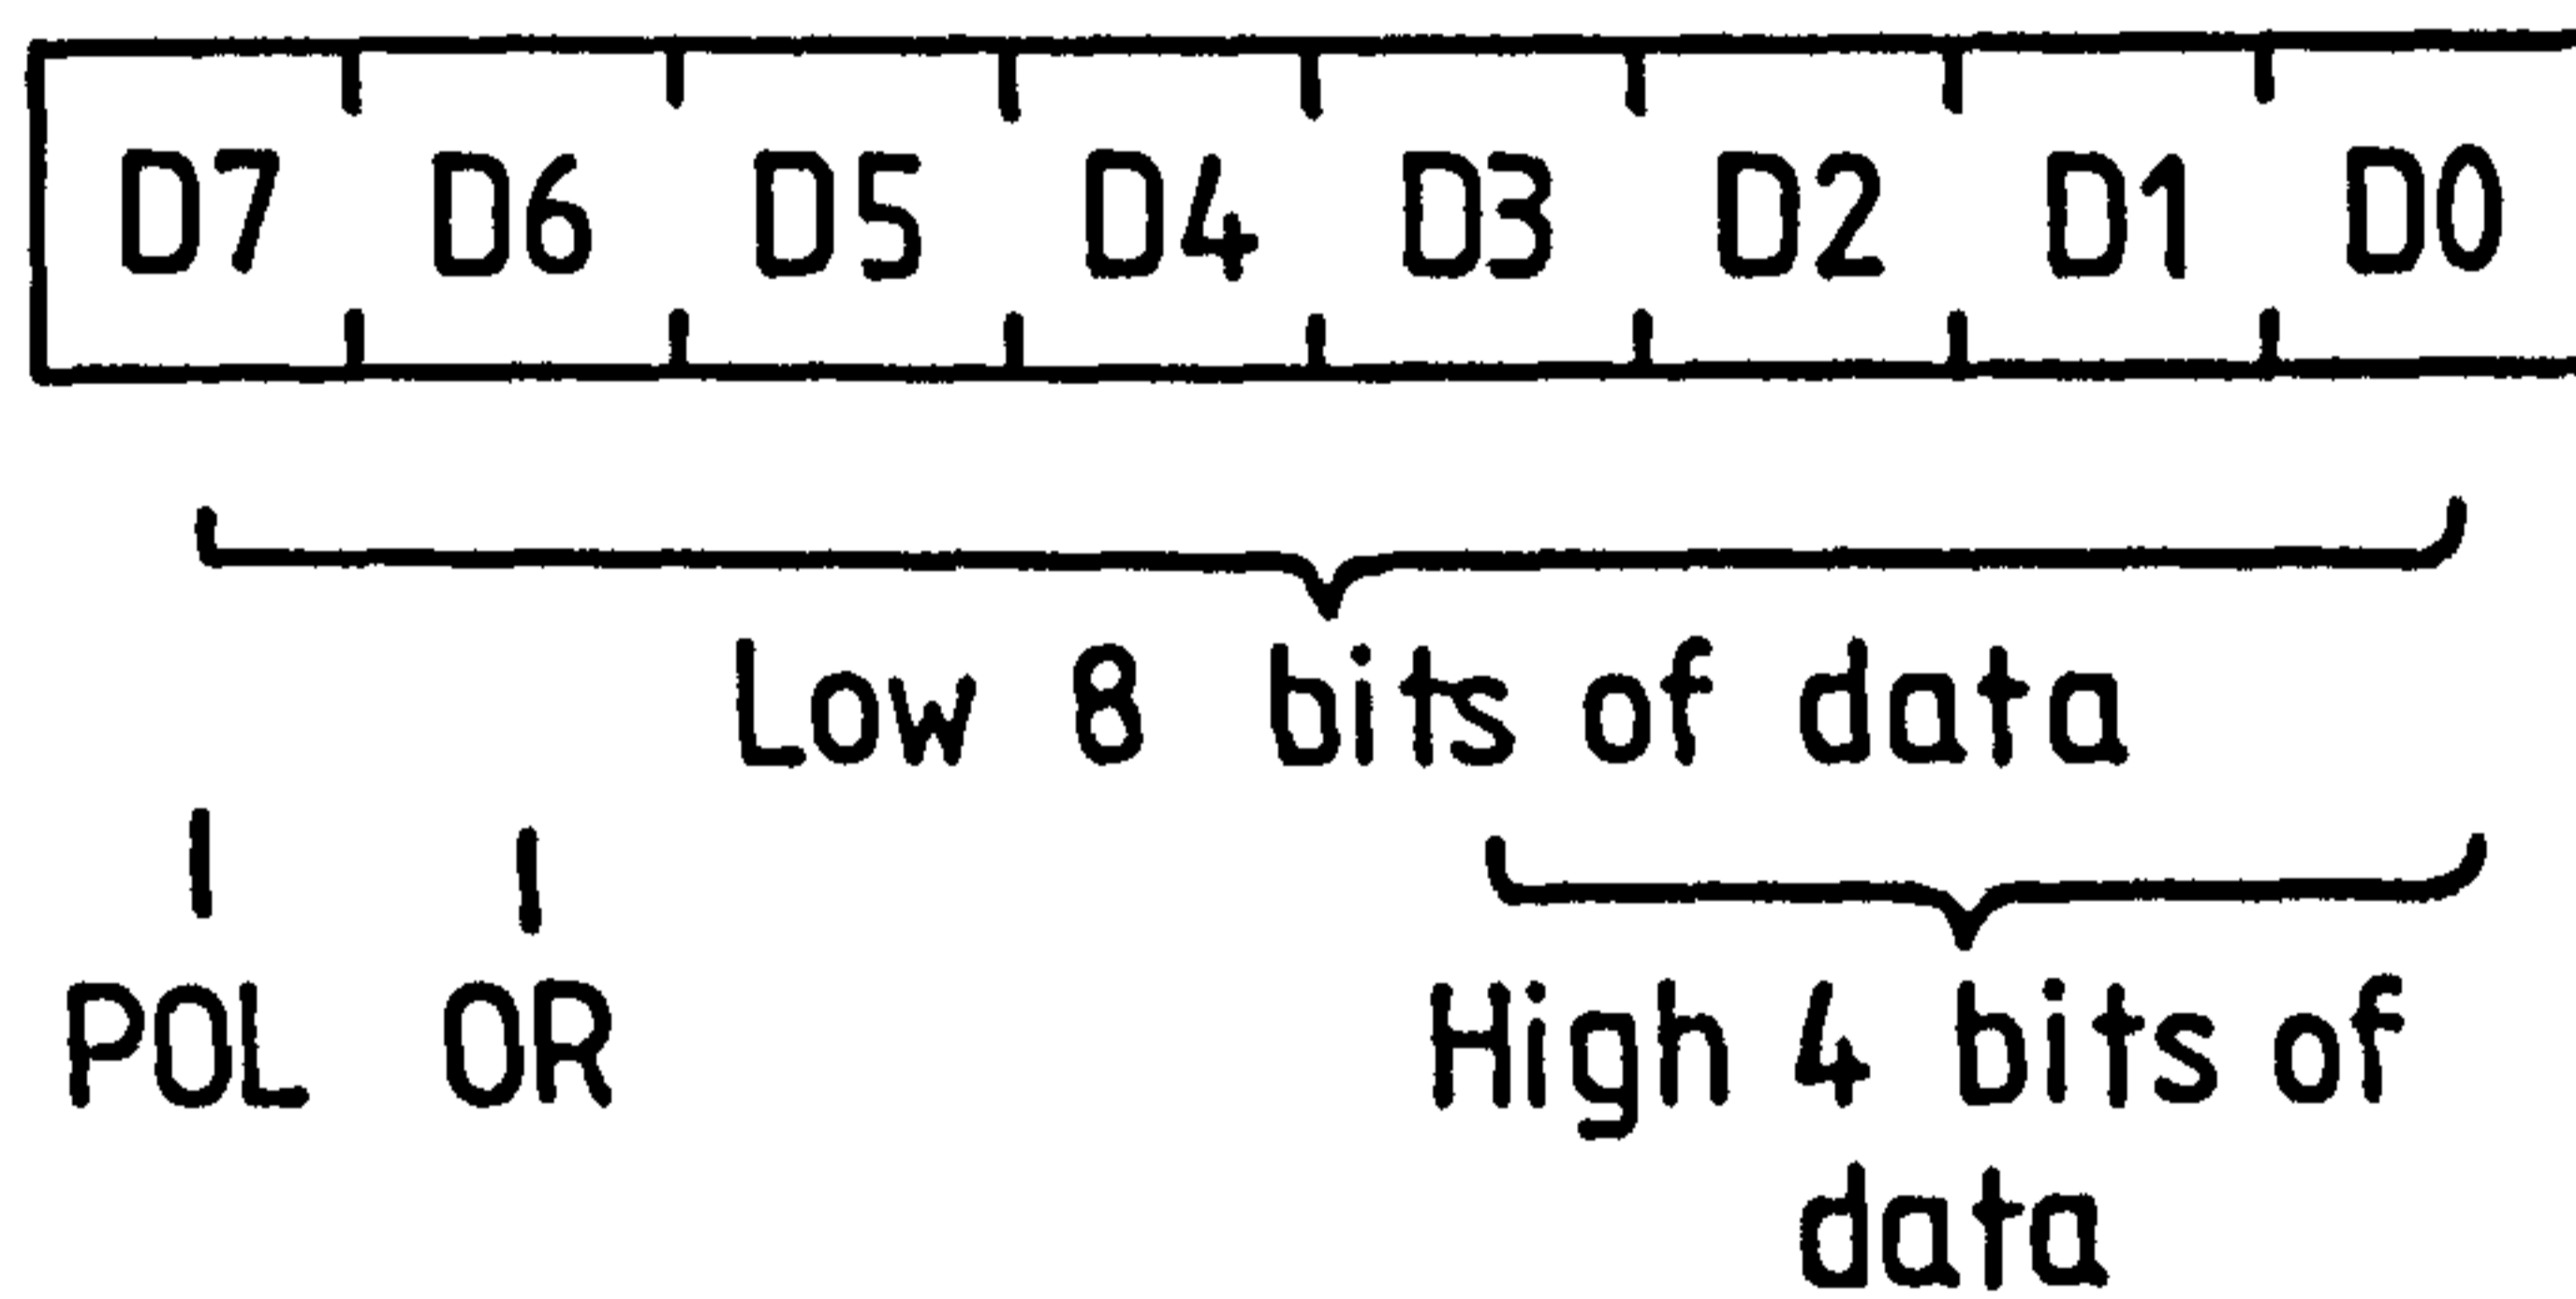 D7 D6 D5 D4 D3 D2 D1 D0
Low 8 bits of data
POL OR High 4 bits of
data